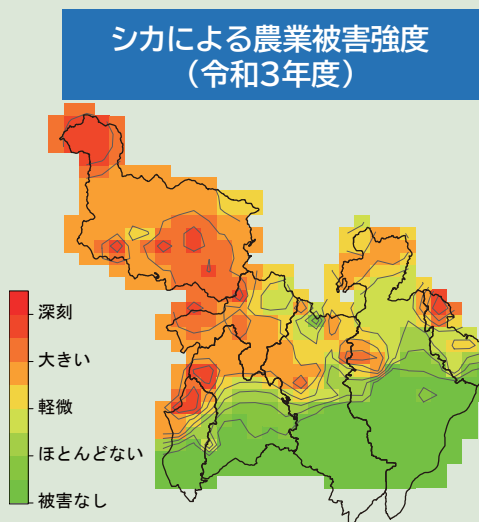 シカによる農業被害強度
（令和3年度）
深刻
大きい
軽微
ほとんどない
被害なし